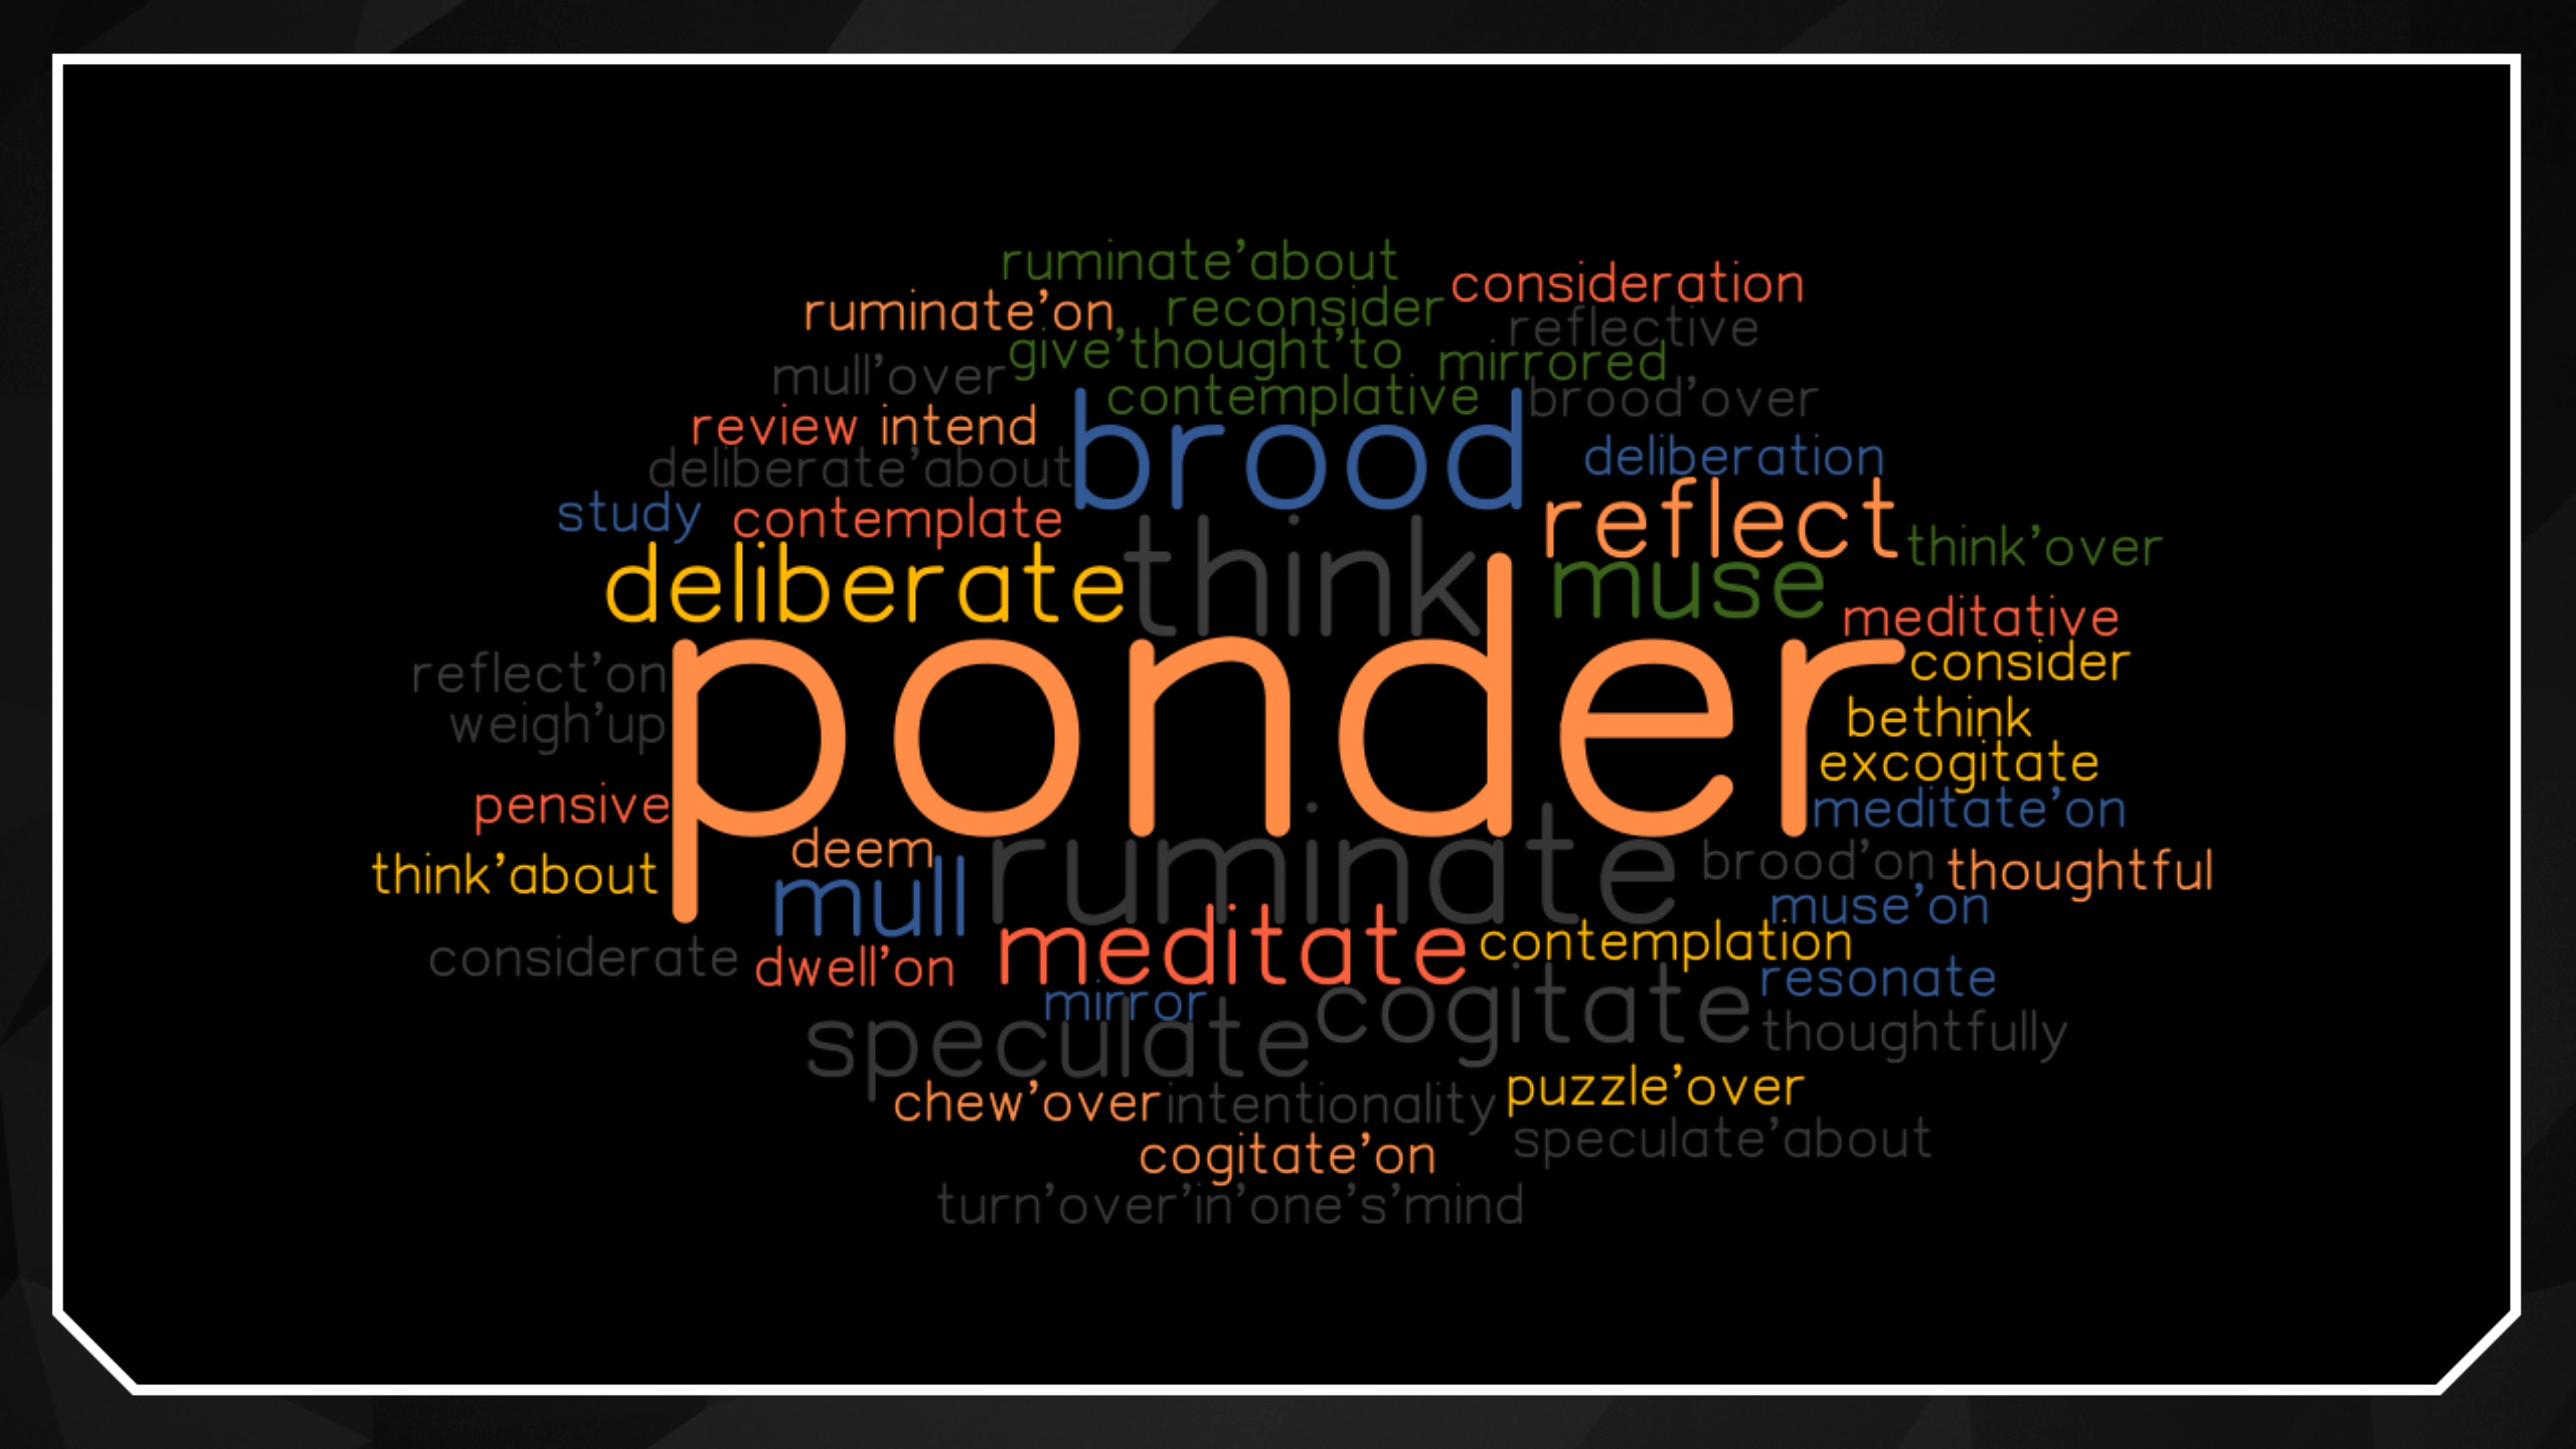 ruminate'about
consideration
ruminate'on
reconsider
reflective
give'thought'to
mirrored
mull'over
contemplative
brood'over
review
intend
brood
deliberation
deliberate'about
study
contemplate
reflect
think'over
think
deliberate
muse
meditative
consider
reflect'on
ponder
weigh'up
bethink
excogitate
pensive
meditate'on
deem
ruminate
brood'on
thoughtful
think'about
mull
muse'on
meditate
contemplation
considerate
dwell'on
resonate
mirror
cogitate
speculate
thoughtfully
chew'over
intentionality
puzzle'over
speculate'about
cogitate'on
turn'over'in'one's'mind